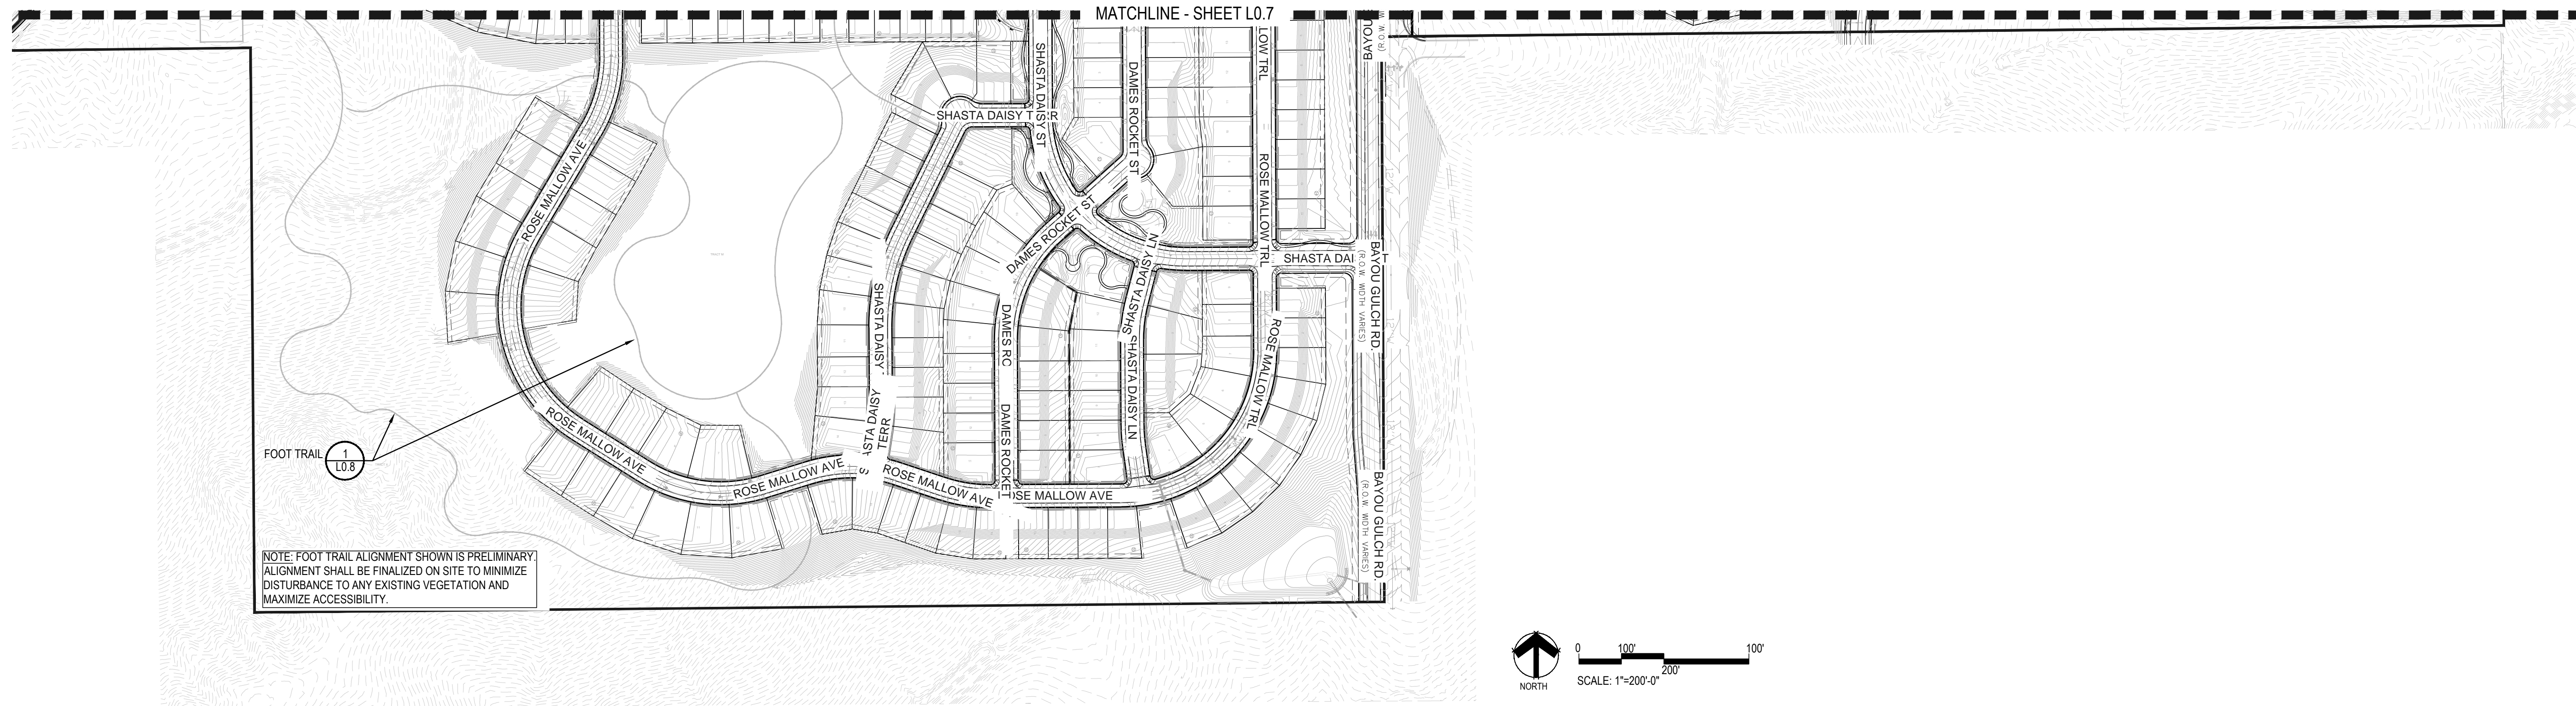 MATCHLINE - SHEET L0.7
SHASTA DAISY ST
DAMES ROCKET ST
LOW TRL
BAYOU
SHASTA DAISY T R
ROSE MALLOW AVE
ROSE MALLOW TRL
DAMES ROCKET ST
SHASTA DAISY LN
SHASTA DAI T
BAYOU GULCH RD.
(R.O.W. WIDTH VARIES)
SHASTA DAISY
DAMES RC
SHASTA DAISY LN
ROSE MALLOW TRL
ASTA DAISY
TERR
DAMES ROCKET
ROSE MALLOW AVE
ROSE MALLOW AVE
ROSE MALLOW AVE
OSE MALLOW AVE
BAYOU GULCH RD.
(R.O.W. WIDTH VARIES)
FOOT TRAIL
1
L0.8
NOTE: FOOT TRAIL ALIGNMENT SHOWN IS PRELIMINARY.
ALIGNMENT SHALL BE FINALIZED ON SITE TO MINIMIZE
DISTURBANCE TO ANY EXISTING VEGETATION AND
MAXIMIZE ACCESSIBILITY.
NORTH
0 100' 100'
200'
SCALE: 1"=200'-0"